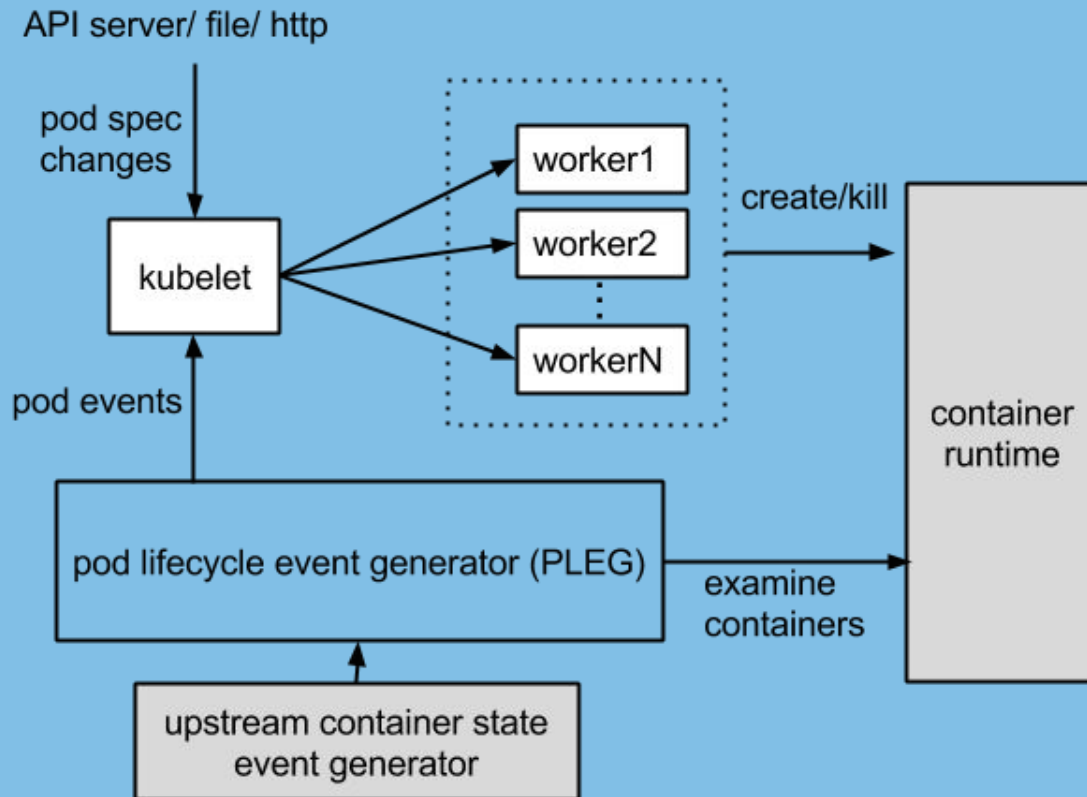 API server/ file/ http
pod spec
changes
worker1
create/kill
worker2
kubelet
workerN
pod events
container
runtime
pod lifecycle event generator (PLEG)
examine
containers
upstream container state
event generator